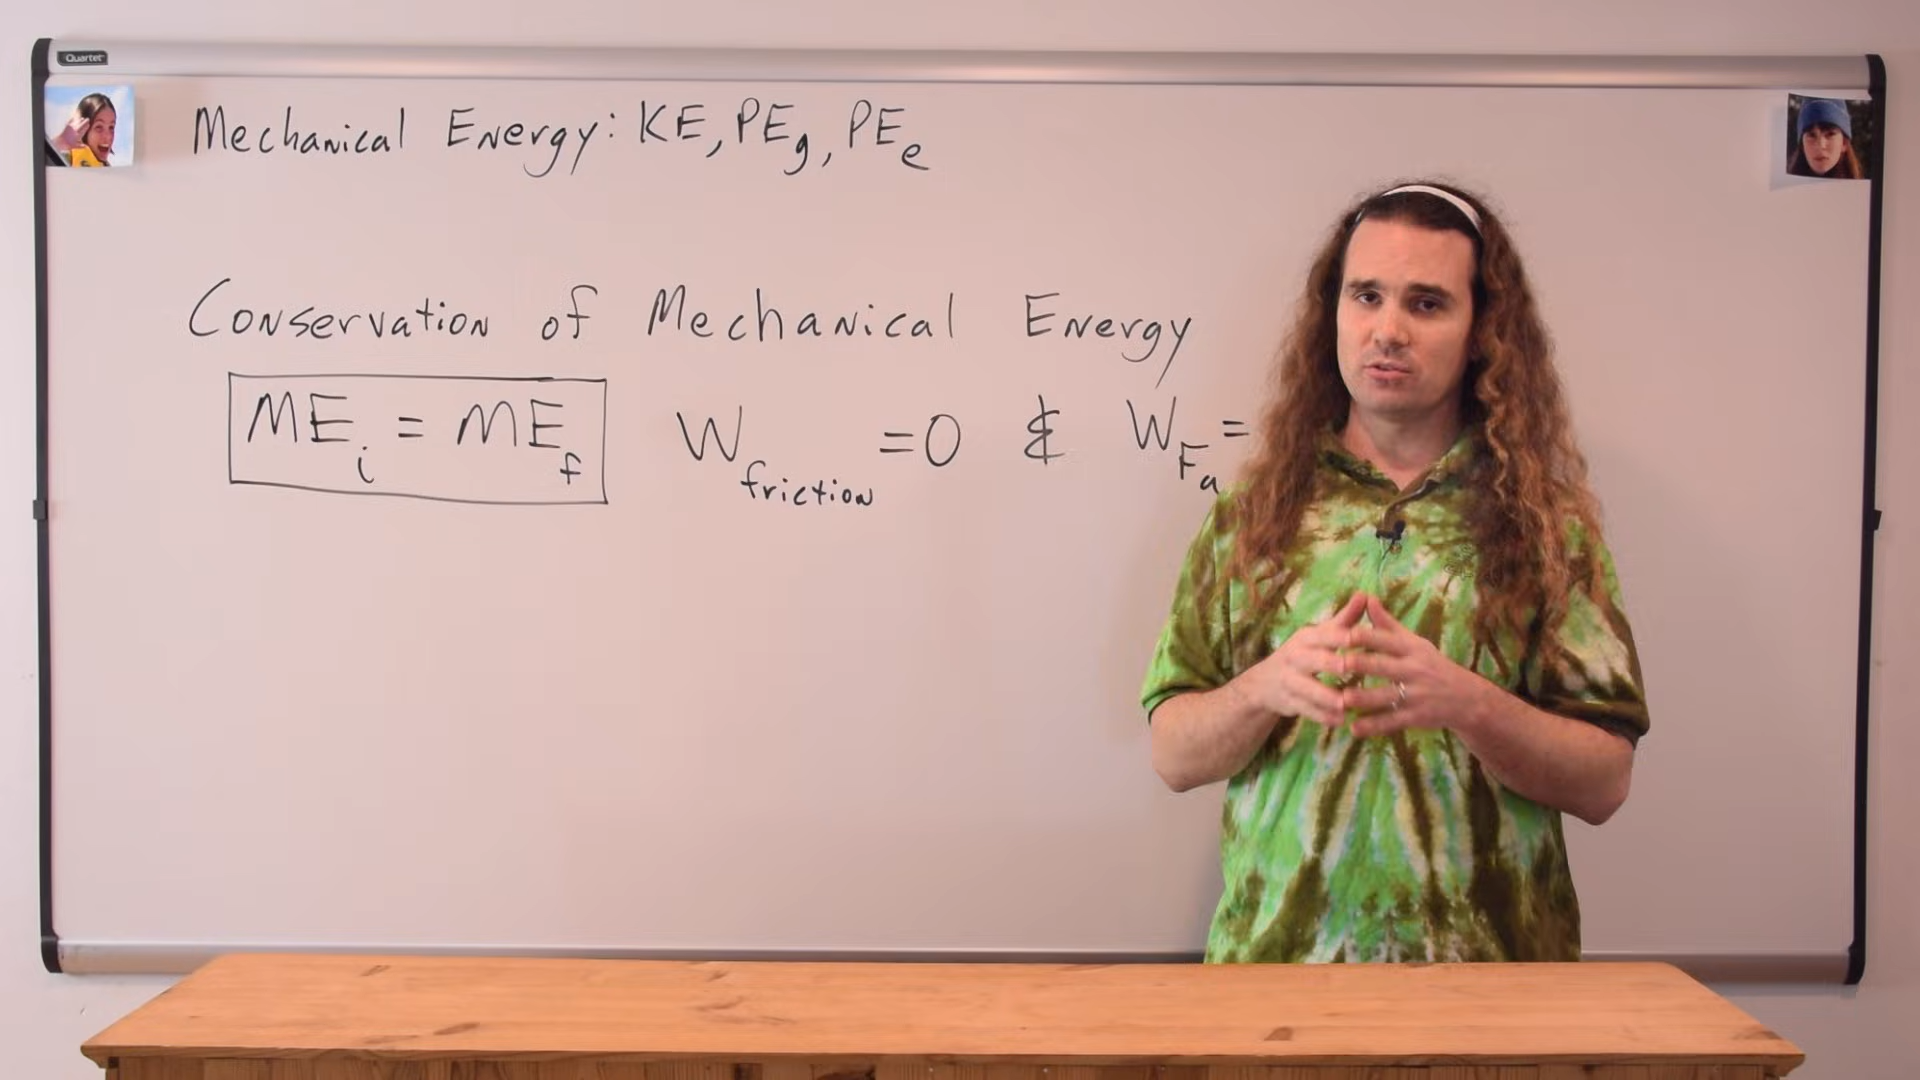 Quartet
Mechanical Energy: KE, PEg, PEe
Conservation of Mechanical Energy
MEi = MEf Wfriction =0 & WFa =